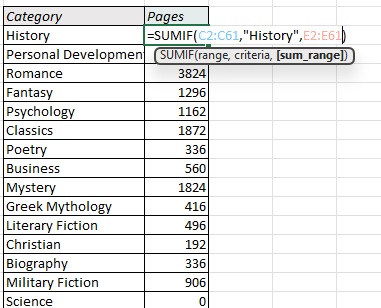 Category Pages
History =SUMIF(C2:C61,"History",E2:E61)
Personal Development SUMIF(range, criteria, [sum_range])
Romance 3824
Fantasy 1296
Psychology 1162
Classics 1872
Poetry 336
Business 560
Mystery 1824
Greek Mythology 416
Literary Fiction 496
Christian 192
Biography 336
Military Fiction 906
Science 0